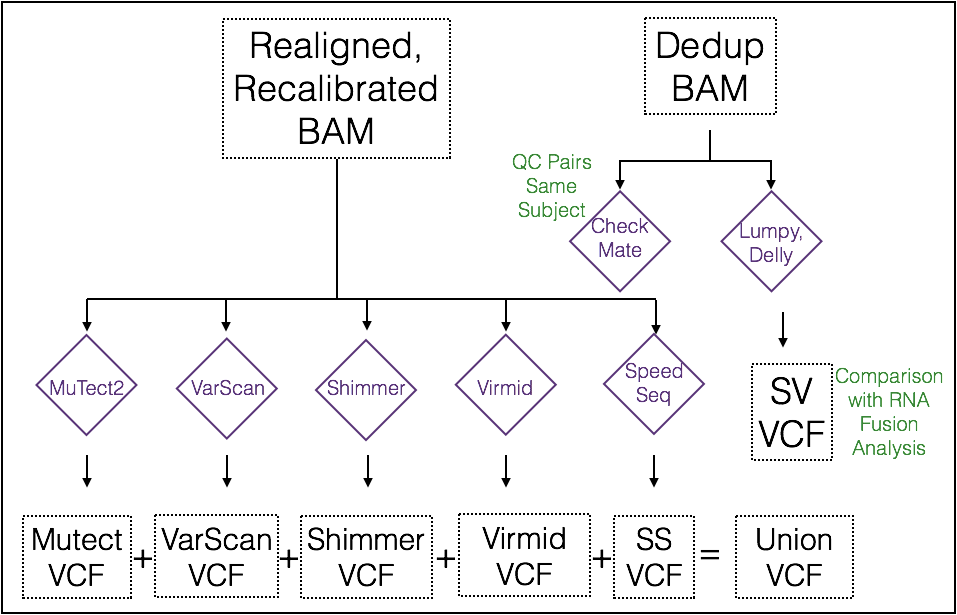 Realigned,
Recalibrated
BAM
Dedup
BAM
QC Pairs
Same
Subject
Check
Mate
Lumpy,
Delly
MuTect2
VarScan
Shimmer
Virmid
Speed
Seq
SV
VCF
Comparison
with RNA
Fusion
Analysis
Mutect
VCF
+
VarScan
VCF
+
Shimmer
VCF
+
Virmid
VCF
+
SS
VCF
=
Union
VCF